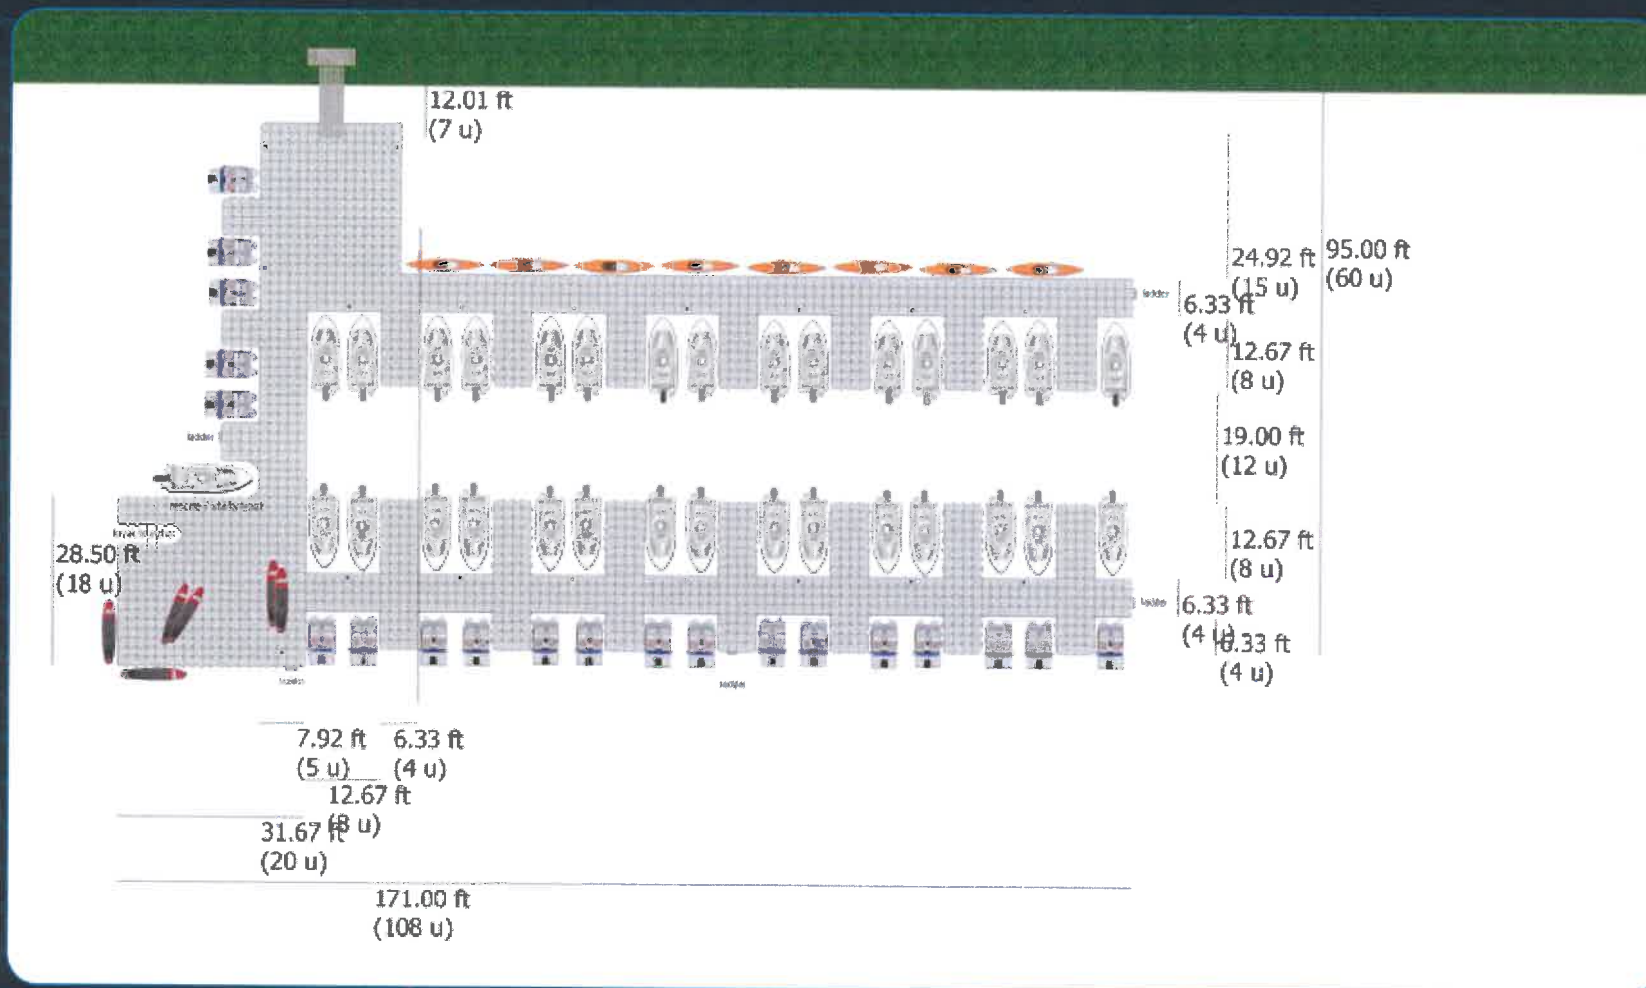 12.01 ft
(7 u)
24.92 ft
(15 u)
95.00 ft
(60 u)
ladder
6.33 ft
(4 u)
12.67 ft
(8 u)
19.00 ft
(12 u)
ladder
28.50 ft
(18 u)
12.67 ft
(8 u)
ladder
6.33 ft
(4 u)
6.33 ft
(4 u)
ladder
ladder
7.92 ft
(5 u)
6.33 ft
(4 u)
12.67 ft
(8 u)
31.67 ft
(20 u)
171.00 ft
(108 u)